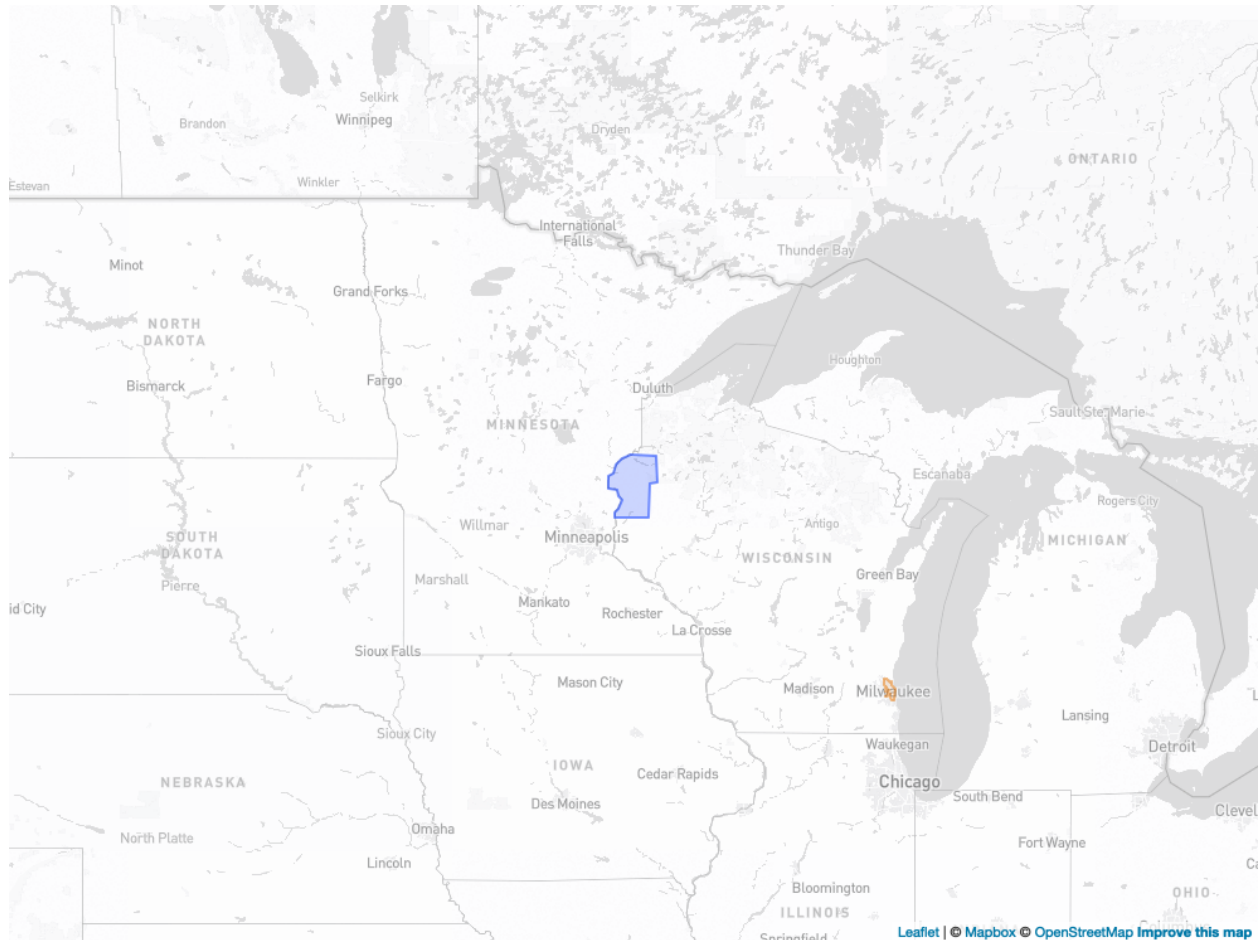 Selkirk
Brandon
Winnipeg
Dryden
ONTARIO
Estevan
Winkler
International
Falls
Thunder Bay
Minot
Grand Forks
NORTH
DAKOTA
Houghton
Bismarck
Fargo
Duluth
MINNESOTA
Sault Ste. Marie
Escanaba
Rogers City
Willmar
Antigo
SOUTH
DAKOTA
Minneapolis
WISCONSIN
MICHIGAN
Pierre
Marshall
Green Bay
id City
Mankato
Rochester
La Crosse
Sioux Falls
Mason City
Madison
Milwaukee
Lansing
Sioux City
Waukegan
Detroit
NEBRASKA
IOWA
Cedar Rapids
Chicago
South Bend
Des Moines
Clevel
North Platte
Omaha
Fort Wayne
Lincoln
Bloomington
ILLINOIS
OHIO
Springfield
Leaflet | © Mapbox © OpenStreetMap Improve this map